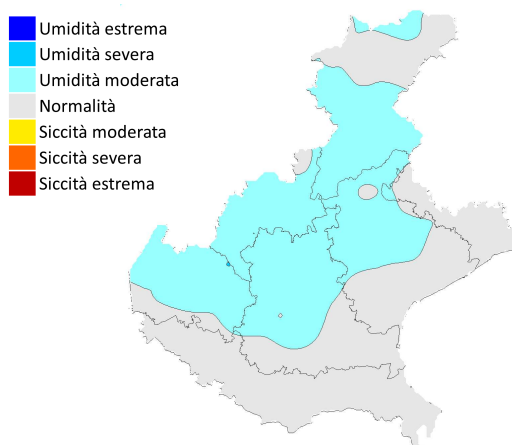 Umidità estrema
Umidità severa
Umidità moderata
Normalità
Siccità moderata
Siccità severa
Siccità estrema